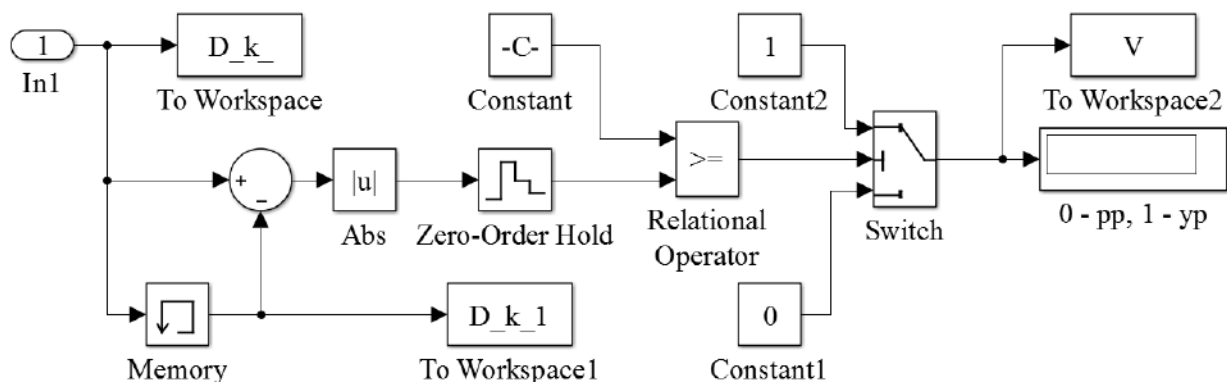 1
In1
D_k_
To Workspace
-C-
Constant
1
Constant2
V
To Workspace2
+
-
|u|
Abs
Zero-Order Hold
>=
Relational
Operator
Switch
0 - pp, 1 - yp
Memory
D_k_1
To Workspace1
0
Constant1